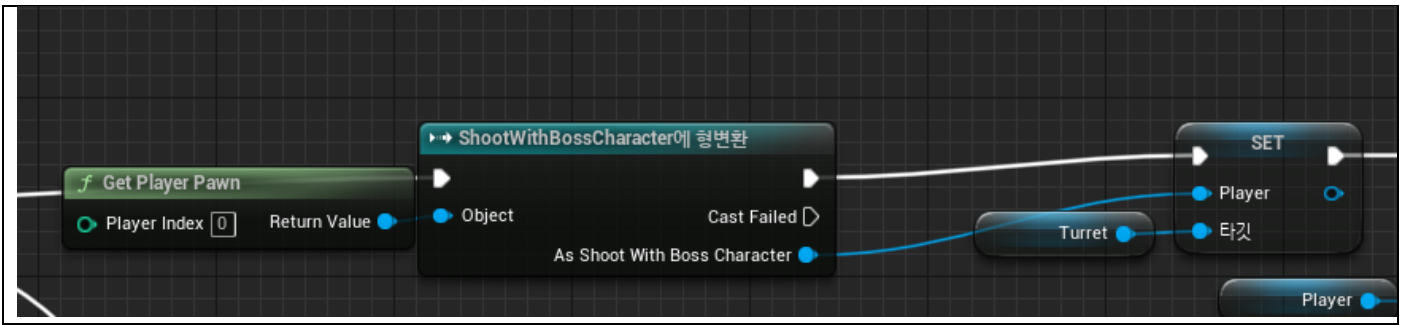 ShootWithBossCharacter에 형변환
SET
f Get Player Pawn
Player Index 0 Return Value
Object
Cast Failed
As Shoot With Boss Character
Turret
Player
타깃
Player